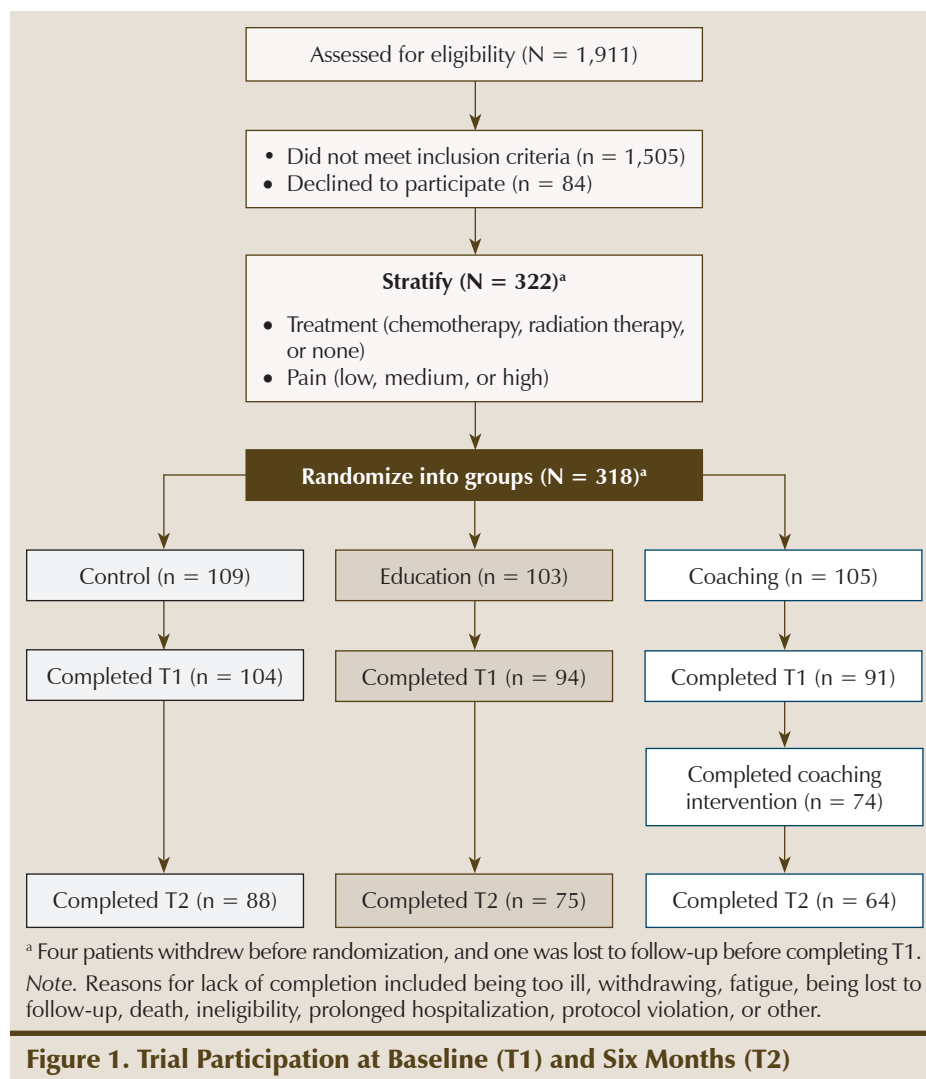 Assessed for eligibility (N = 1,911)
• Did not meet inclusion criteria (n = 1,505)
• Declined to participate (n = 84)
Stratify (N = 322)ᵃ
• Treatment (chemotherapy, radiation therapy,
or none)
• Pain (low, medium, or high)
Randomize into groups (N = 318)ᵃ
Control (n = 109)
Education (n = 103)
Coaching (n = 105)
Completed T1 (n = 104)
Completed T1 (n = 94)
Completed T1 (n = 91)
Completed coaching
intervention (n = 74)
Completed T2 (n = 88)
Completed T2 (n = 75)
Completed T2 (n = 64)
ᵃ Four patients withdrew before randomization, and one was lost to follow-up before completing T1.
Note. Reasons for lack of completion included being too ill, withdrawing, fatigue, being lost to
follow-up, death, ineligibility, prolonged hospitalization, protocol violation, or other.
Figure 1. Trial Participation at Baseline (T1) and Six Months (T2)